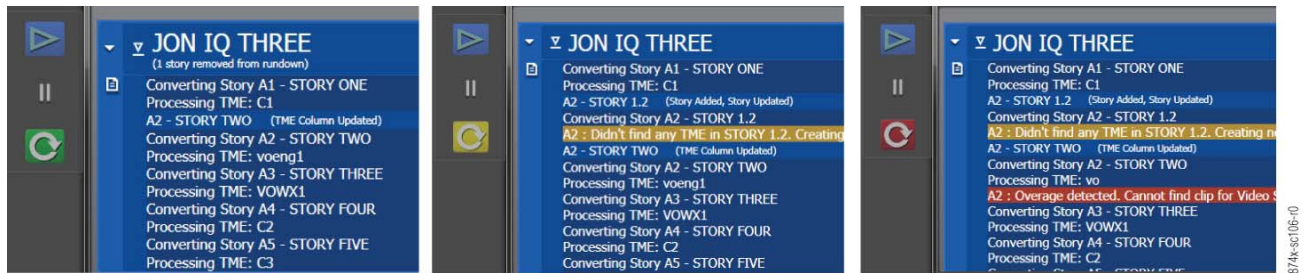 JON IQ THREE
(1 story removed from rundown)
Converting Story A1 - STORY ONE
Processing TME: C1
A2 - STORY TWO (TME Column Updated)
Converting Story A2 - STORY TWO
Processing TME: voeng1
Converting Story A3 - STORY THREE
Processing TME: VOWX1
Converting Story A4 - STORY FOUR
Processing TME: C2
Converting Story A5 - STORY FIVE
Processing TME: C3
JON IQ THREE
Converting Story A1 - STORY ONE
Processing TME: C1
A2 - STORY 1.2 (Story Added, Story Updated)
Converting Story A2 - STORY 1.2
A2 : Didn't find any TME in STORY 1.2. Creating
A2 - STORY TWO (TME Column Updated)
Converting Story A2 - STORY TWO
Processing TME: voeng1
Converting Story A3 - STORY THREE
Processing TME: VOWX1
Converting Story A4 - STORY FOUR
Processing TME: C2
Converting Story A5 - STORY FIVE
JON IQ THREE
Converting Story A1 - STORY ONE
Processing TME: C1
A2 - STORY 1.2 (Story Added, Story Updated)
Converting Story A2 - STORY 1.2
A2 : Didn't find any TME in STORY 1.2. Creating
A2 - STORY TWO (TME Column Updated)
Converting Story A2 - STORY TWO
Processing TME: vo
A2 : Overage detected. Cannot find clip for Video
Converting Story A3 - STORY THREE
Processing TME: VOWX1
Converting Story A4 - STORY FOUR
Processing TME: C2
874x-sc106-r0